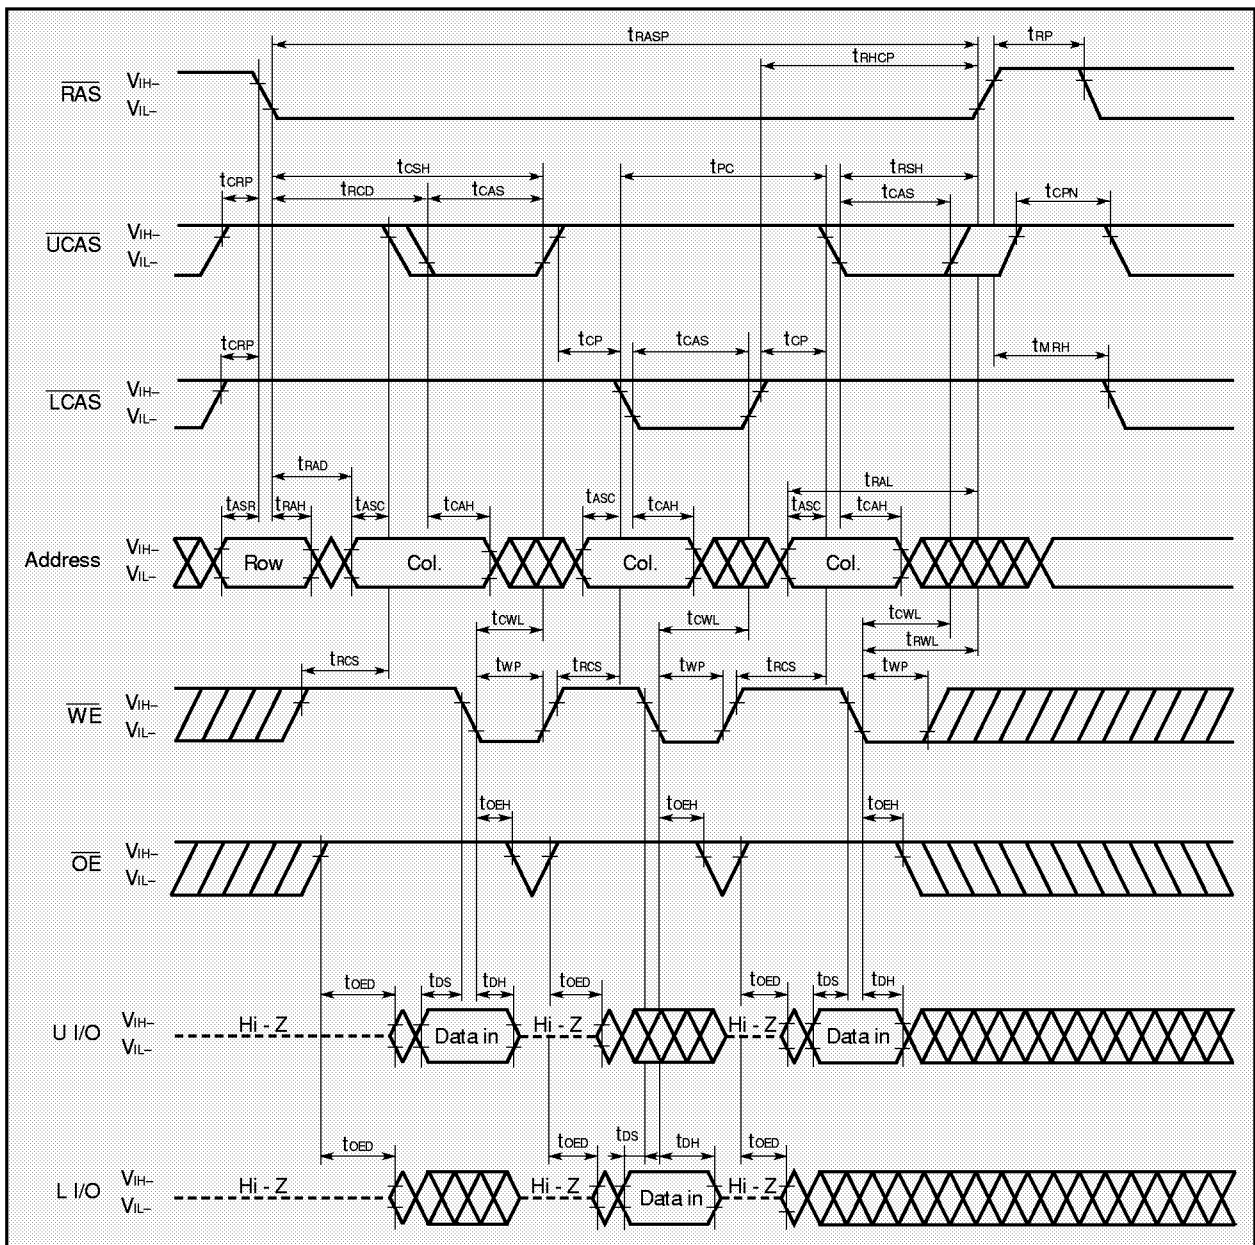 tRASP
tRP
tRHCP
RAS VIH–
VIL–
tCSH
tPC
tRSH
tCRP
tRCD
tCAS
tCAS
tCPN
UCAS VIH–
VIL–
tCRP
tCP
tCAS
tCP
tMRH
LCAS VIH–
VIL–
tRAD
tRAL
tASR
tRAH
tASC
tCAH
tASC
tCAH
tASC
tCAH
Address VIH–
VIL–
Row
Col.
Col.
Col.
tCWL
tCWL
tCWL
tRWL
tRCS
tWP
tRCS
tWP
tRCS
tWP
WE VIH–
VIL–
tOEH
tOEH
tOEH
OE VIH–
VIL–
tOED
tDS
tDH
tOED
tOED
tDS
tDH
U I/O VIH–
VIL–
Hi - Z
Data in
Hi - Z
Hi - Z
Data in
tOED
tOED
tDS
tDH
tOED
L I/O VIH–
VIL–
Hi - Z
Hi - Z
Data in
Hi - Z